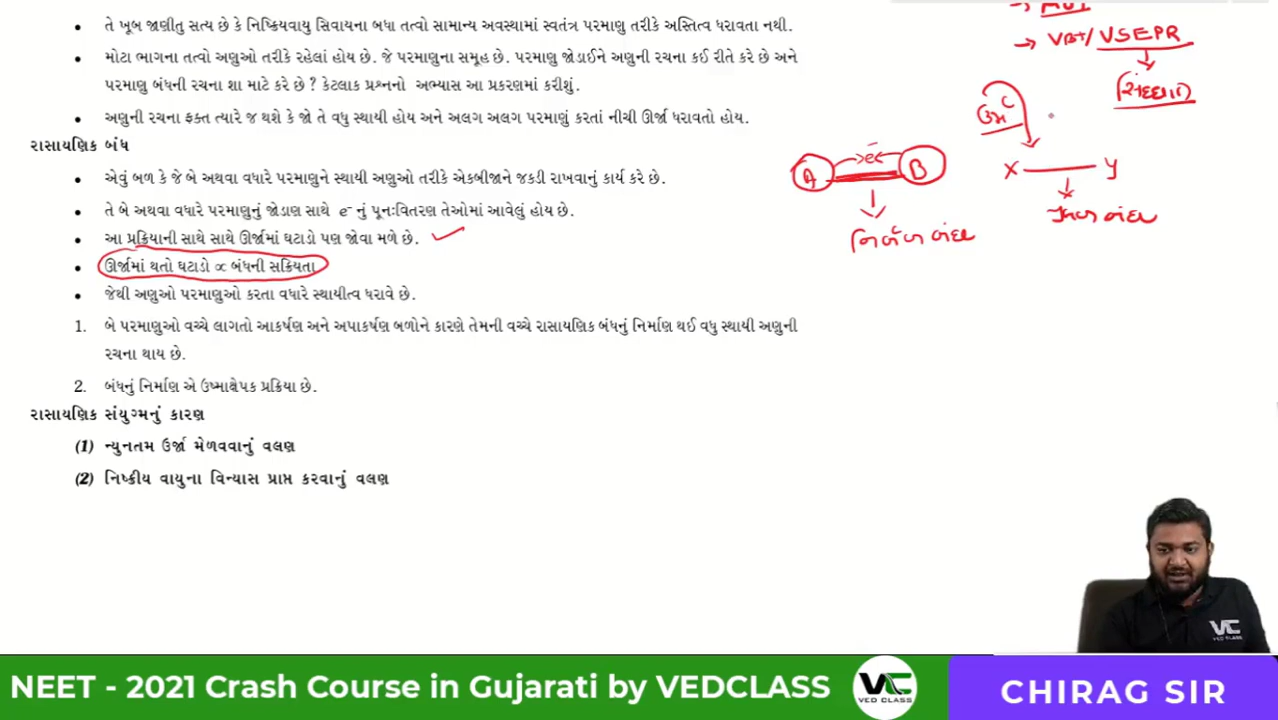 તે ખૂબ જાણીતુ સત્ય છે કે નિષ્ક્રિયવાયુ સિવાયના બધા તત્વો સામાન્ય અવસ્થામાં સ્વતંત્ર પરમાણુ તરીકે અસ્તિત્વ ધરાવતા નથી.
મોટા ભાગના તત્વો અણુઓ તરીકે રહેલાં હોય છે. જે પરમાણુના સમૂહ છે. પરમાણુ જોડાઈને અણુની રચના કઈ રીતે કરે છે અને
પરમાણુ બંધની રચના શા માટે કરે છે ? કેટલાક પ્રશ્નનો અભ્યાસ આ પ્રકરણમાં કરીશું.
અણુની રચના ફક્ત ત્યારે જ થશે કે જો તે વધુ સ્થાયી હોય અને અલગ અલગ પરમાણું કરતાં નીચી ઊર્જા ધરાવતો હોય.
રાસાયણિક બંધ
એવું બળ કે જે બે અથવા વધારે પરમાણુને સ્થાયી અણુઓ તરીકે એકબીજાને જકડી રાખવાનું કાર્ય કરે છે.
તે બે અથવા વધારે પરમાણુનું જોડાણ સાથે e⁻ નું પૂનઃવિતરણ તેઓમાં આવેલું હોય છે.
આ પ્રક્રિયાની સાથે સાથે ઊર્જામાં ઘટાડો પણ જોવા મળે છે.
ઊર્જામાં થતો ઘટાડો ∝ બંધની સક્રિયતા
જેથી અણુઓ પરમાણુઓ કરતા વધારે સ્થાયીત્વ ધરાવે છે.
1. બે પરમાણુઓ વચ્ચે લાગતો આકર્ષણ અને અપાકર્ષણ બળોને કારણે તેમની વચ્ચે રાસાયણિક બંધનું નિર્માણ થઈ વધુ સ્થાયી અણુની
રચના થાય છે.
2. બંધનું નિર્માણ એ ઉષ્માક્ષેપક પ્રક્રિયા છે.
રાસાયણિક સંયુગ્મનું કારણ
(1) ન્યુનતમ ઉર્જા મેળવવાનું વલણ
(2) નિષ્ક્રીય વાયુના વિન્યાસ પ્રાપ્ત કરવાનું વલણ
→ VBT/VSEPR
A e⁻ B
નિર્બળ બંધ
X — Y
પ્રબળ બંધ
VC
VED CLASS
NEET - 2021 Crash Course in Gujarati by VEDCLASS
VC
VED CLASS
CHIRAG SIR